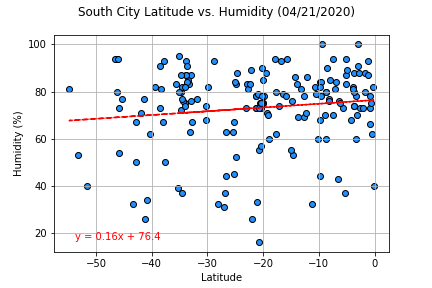 South City Latitude vs. Humidity (04/21/2020)
Humidity (%)
100
80
60
40
20
y = 0.16x + 76.4
−50
−40
−30
−20
−10
0
Latitude